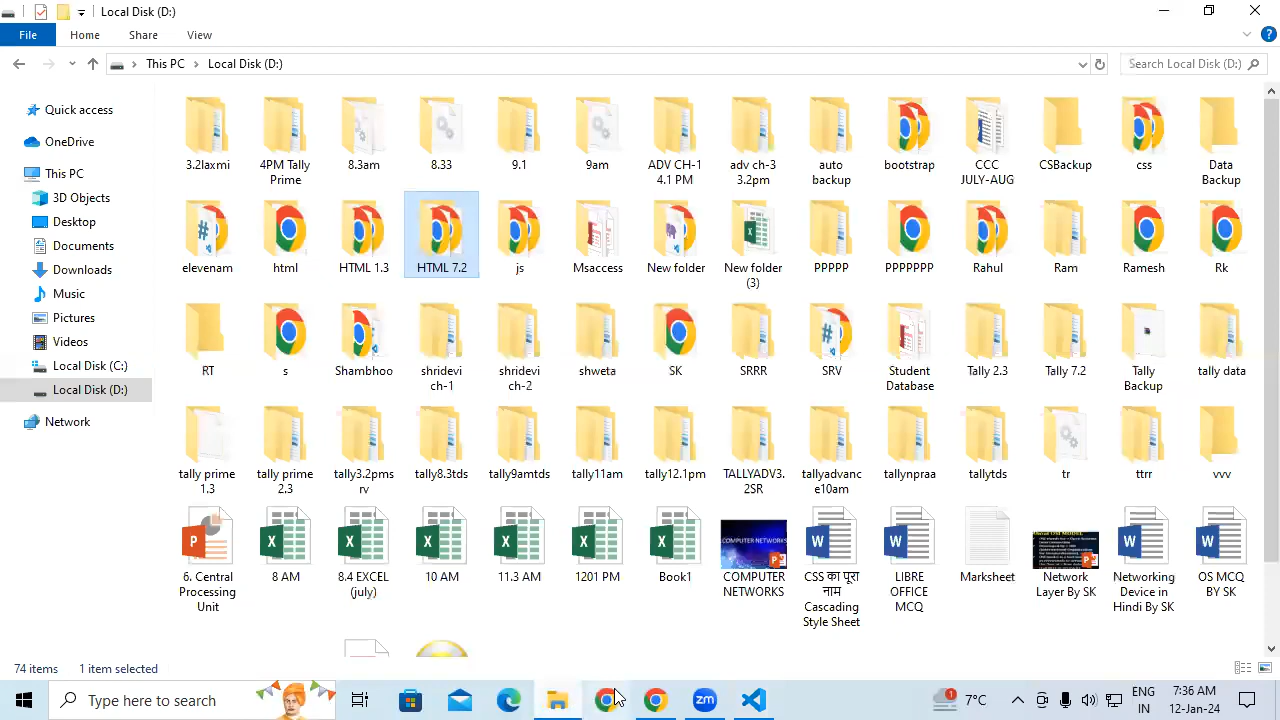 Local Disk (D:)
File Home Share View
This PC Local Disk (D:) Search Local Disk (D:)
Quick access
OneDrive
This PC
3D Objects
Desktop
Documents
Downloads
Music
Pictures
Videos
Local Disk (C:)
Local Disk (D:)
Network
3.2laxmi 4PM Tally Prime 8.3am 8.33 9.1 9am ADV CH-1 4.1 PM adv ch-3 3.2pm auto backup bootstrap CCC JULY-AUG CSBackup css Data Backup
elevenam html HTML 1.3 HTML 7.2 js Msaccess New folder New folder (3) PPPPP PPPPPPP Rahul Ram Ramesh Rk
RT s Shambhoo shridevi ch-1 shridevi ch-2 shweta SK SRRR SRV Student Database Tally 2.3 Tally 7.2 Tally Backup tally data
tally prime 1,3 tally prime 2.3 tally3.2pmsrv tally8.3tds tally9amtds tally11am tally12.1pm TALLYADV3.2SR tallyadvance10am tallynpraa tallytds tr ttrr vvv
6. Central Processing Unit 8 AM 8.4 EXCEL (july) 10 AM 11.3 AM 1201 PM Book1 COMPUTER NETWORKS CSS का पूरा नाम Cascading Style Sheet LIBRE OFFICE MCQ Marksheet Network Layer By SK Networking Device in Hindi By SK OS MCQ BY SK
COMPUTER NETWORKS
74 items 1 item selected
Type here to search
zm
1
7°C
ENG
IN
7:36 AM
12-Jan-24